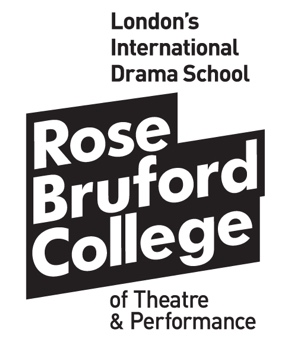 London's
International
Drama School
Rose
Bruford
College
of Theatre
& Performance